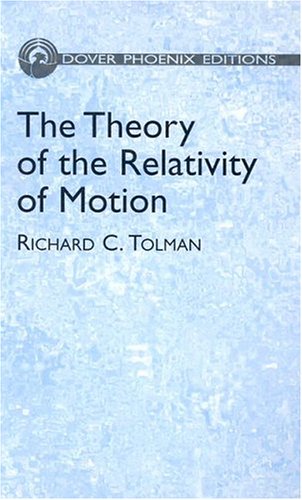 DOVER PHOENIX EDITIONS
The Theory
of the Relativity
of Motion
RICHARD C. TOLMAN